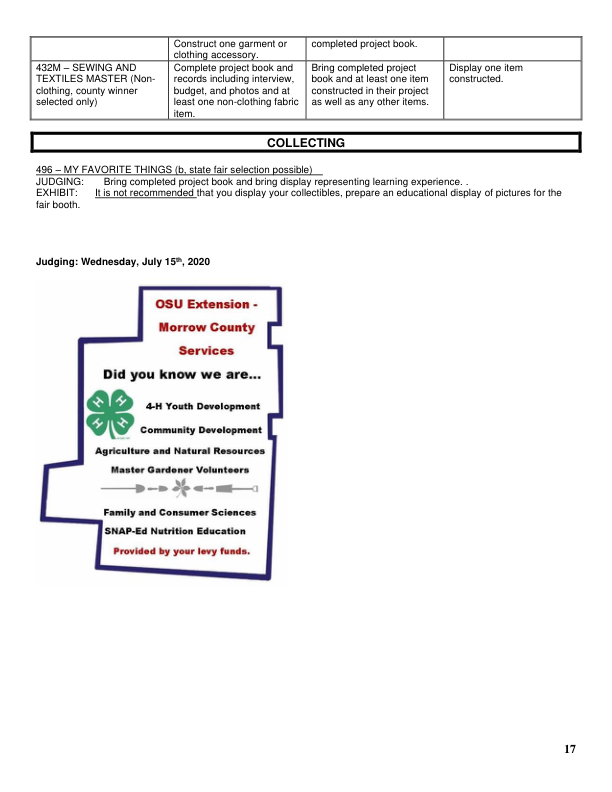 Construct one garment or
clothing accessory.
completed project book.
432M – SEWING AND
TEXTILES MASTER (Non-
clothing, county winner
selected only)
Complete project book and
records including interview,
budget, and photos and at
least one non-clothing fabric
item.
Bring completed project
book and at least one item
constructed in their project
as well as any other items.
Display one item
constructed.
COLLECTING
496 – MY FAVORITE THINGS (b, state fair selection possible)
JUDGING: Bring completed project book and bring display representing learning experience. .
EXHIBIT: It is not recommended that you display your collectibles, prepare an educational display of pictures for the
fair booth.
Judging: Wednesday, July 15th, 2020
OSU Extension -
Morrow County
Services
Did you know we are...
H H
H H
4-H Youth Development
Community Development
Agriculture and Natural Resources
Master Gardener Volunteers
Family and Consumer Sciences
SNAP-Ed Nutrition Education
Provided by your levy funds.
17